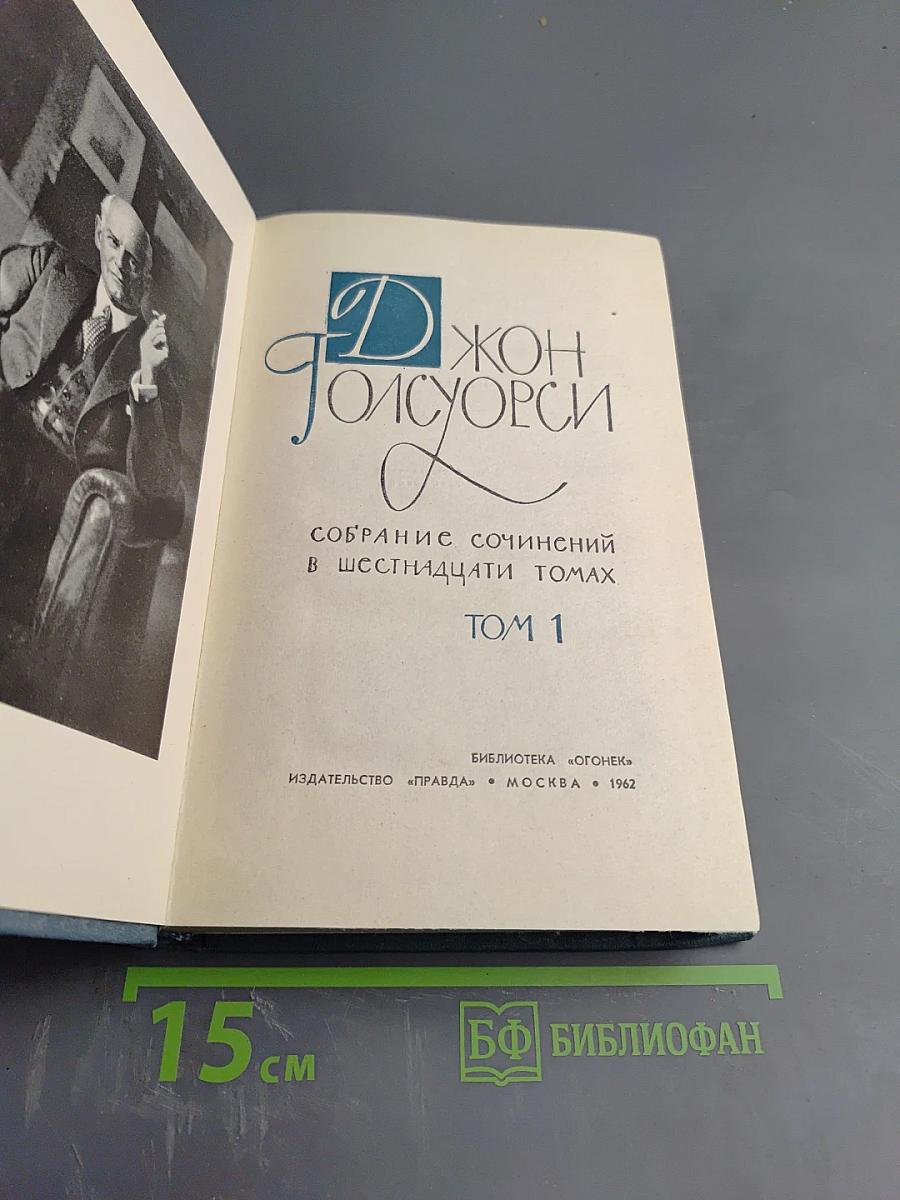 ДЖОН
ГОЛСУОРСИ
СОБРАНИЕ СОЧИНЕНИЙ
В ШЕСТНАДЦАТИ ТОМАХ
ТОМ 1
БИБЛИОТЕКА «ОГОНЕК»
ИЗДАТЕЛЬСТВО «ПРАВДА» • МОСКВА • 1962
15 см
БФ БИБЛИОФАН